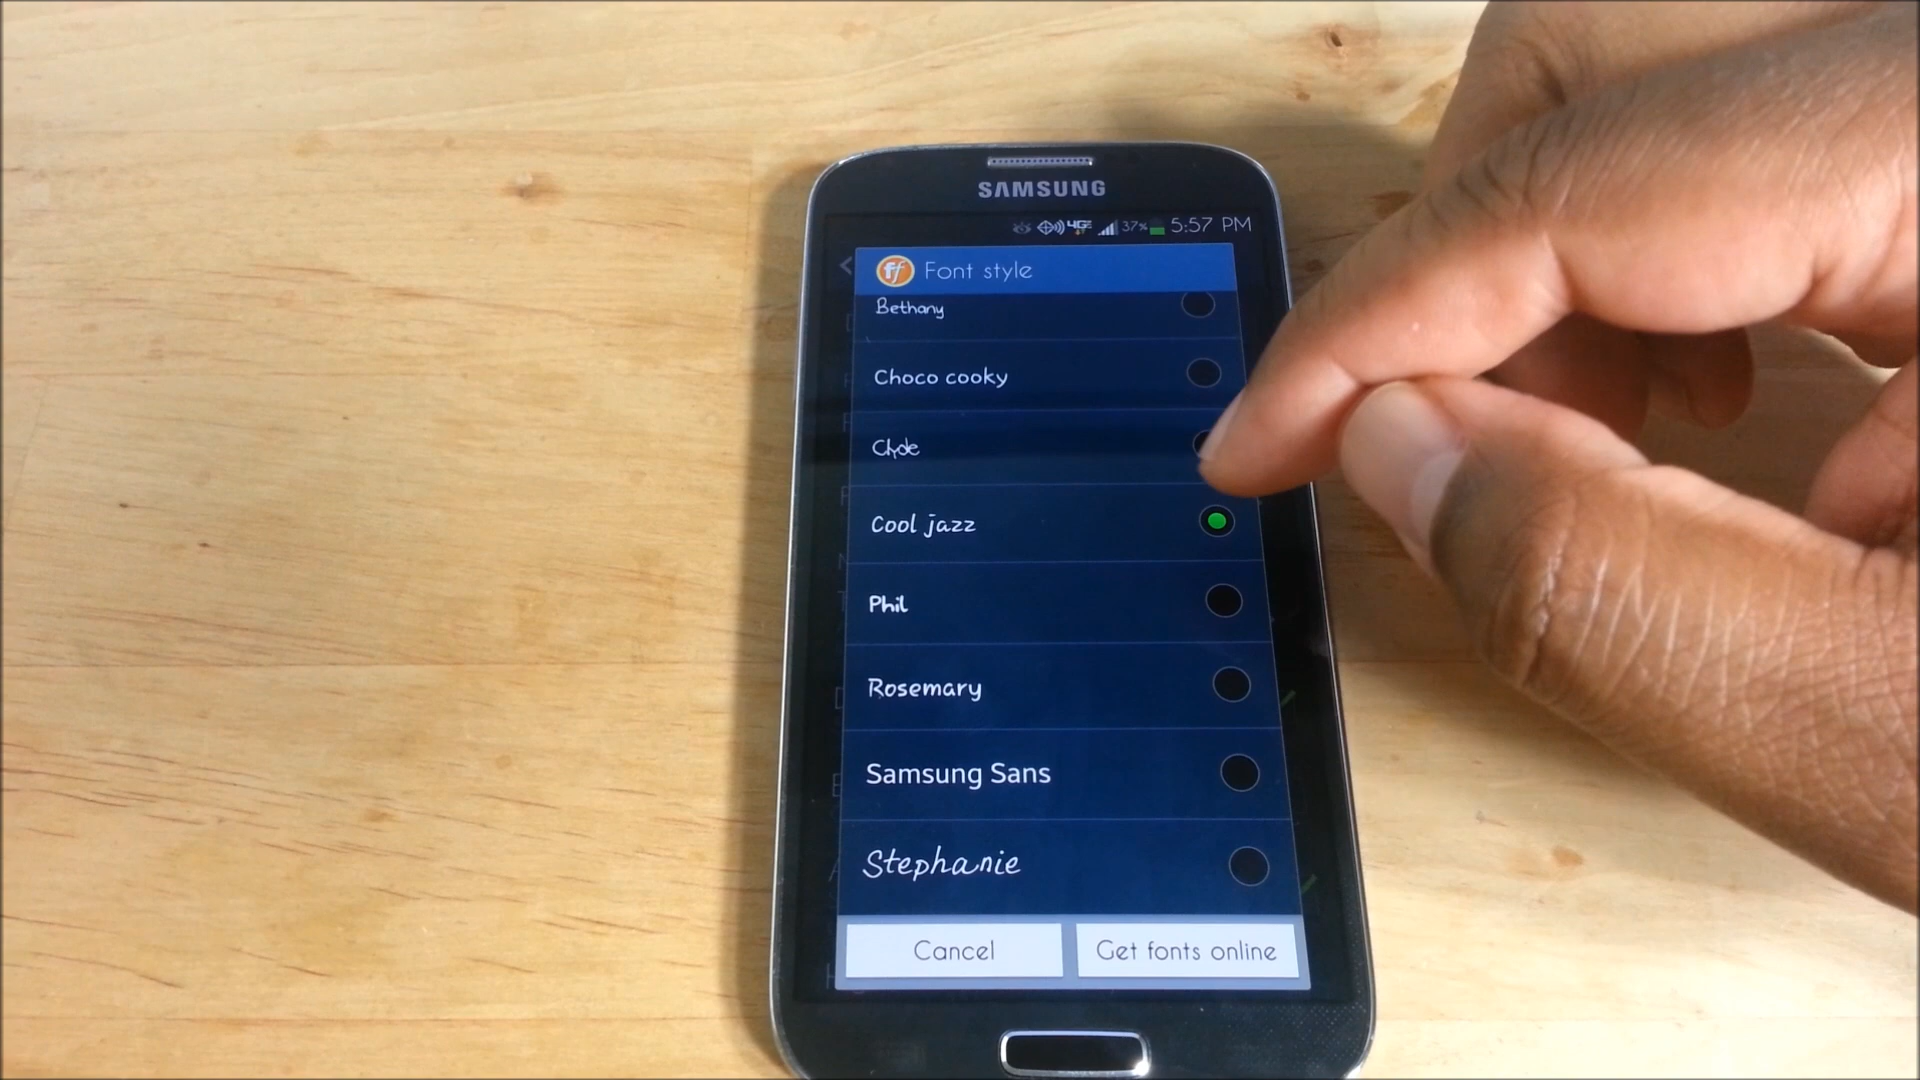 SAMSUNG
4G 37% 5:57 PM
Font style
Bethany
Choco cooky
Clyde
Cool jazz
Phil
Rosemary
Samsung Sans
Stephanie
Cancel
Get fonts online